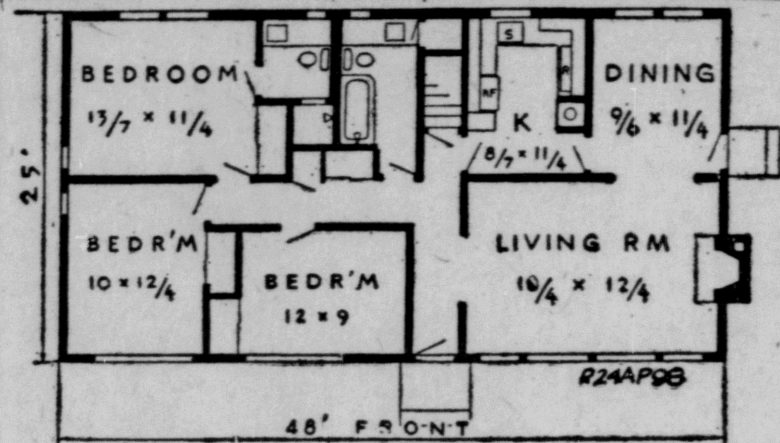 BEDROOM
13/7 x 11/4
S
R
RF
K
8/7 x 11/4
DINING
9/6 x 11/4
25'
BEDR'M
10 x 12/4
BEDR'M
12 x 9
LIVING RM
18/4 x 12/4
R24AP98
48' FRONT